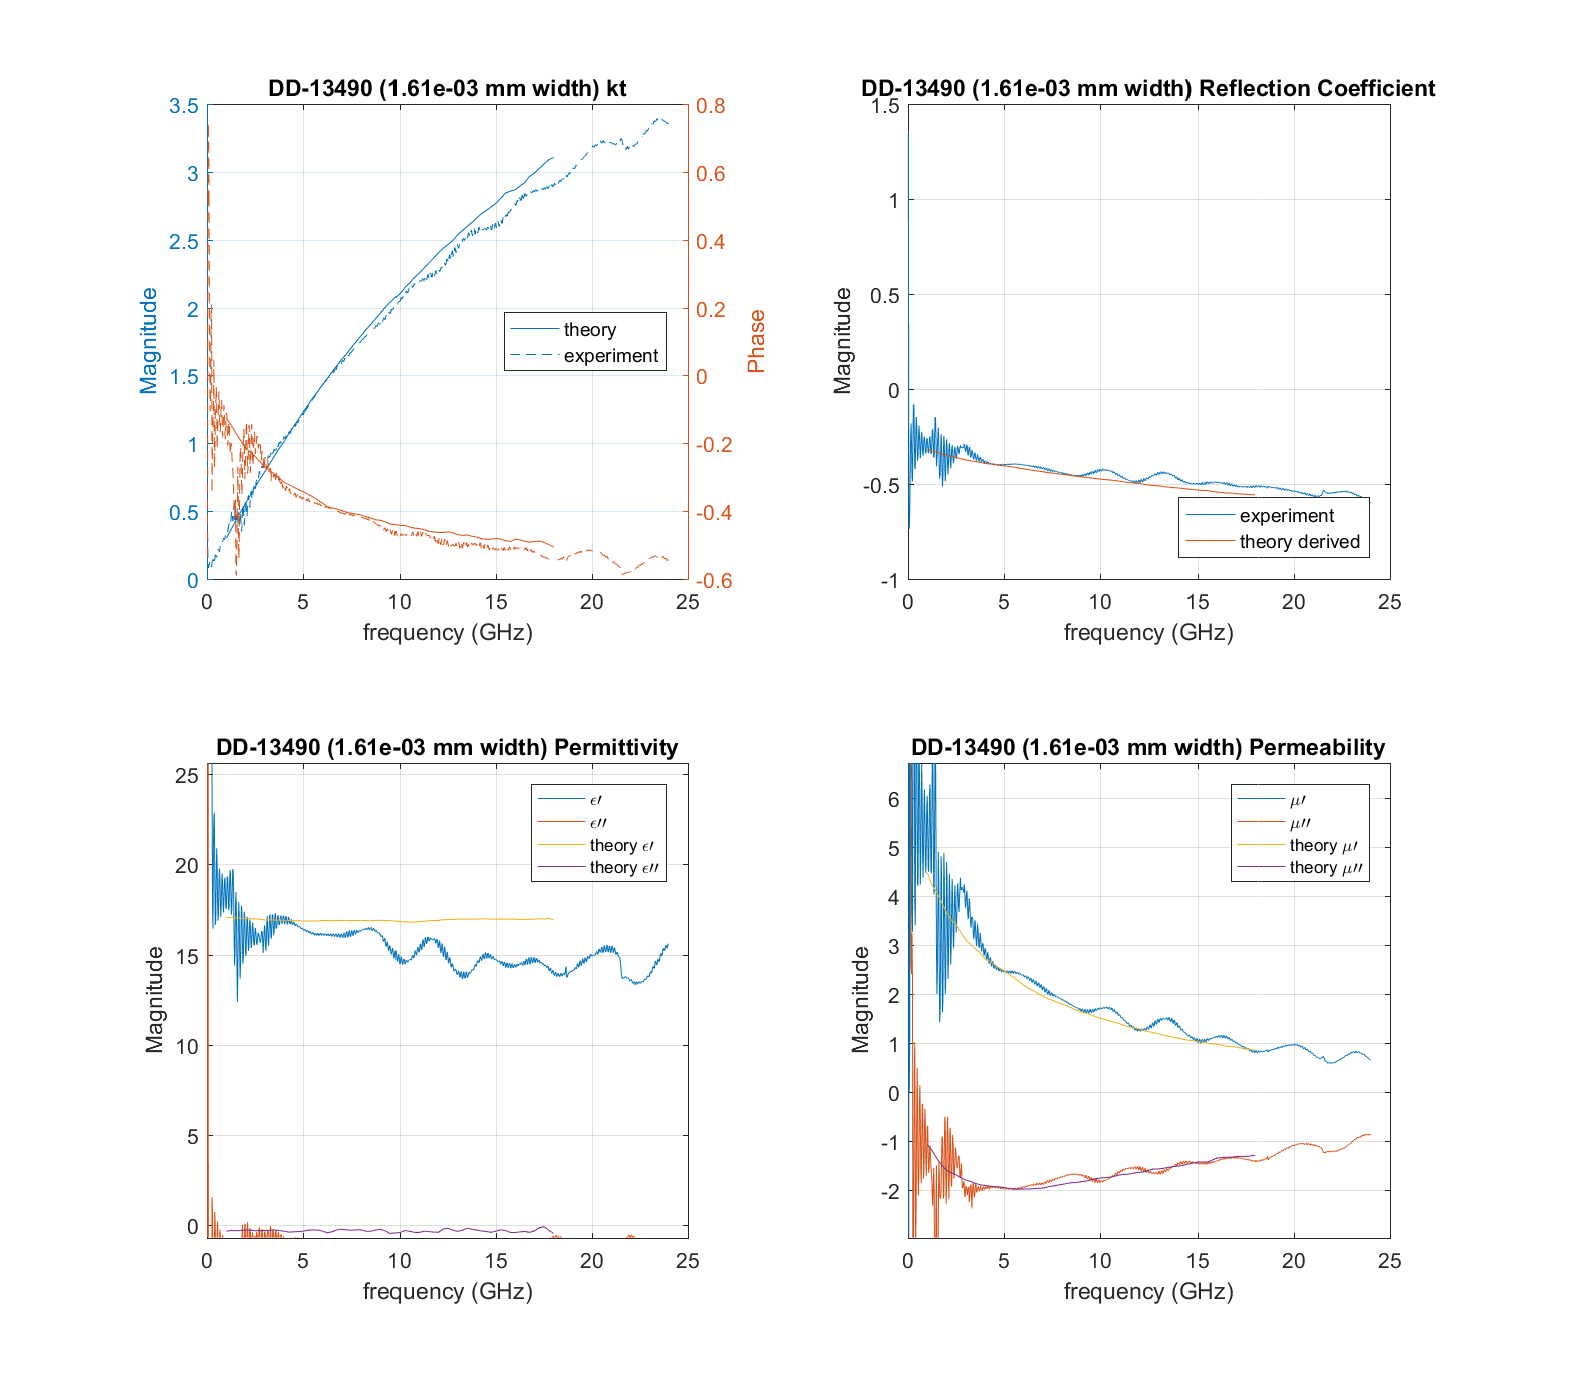 DD-13490 (1.61e-03 mm width) kt
3.5
3
2.5
2
1.5
1
0.5
0
Magnitude
0.8
0.6
0.4
0.2
0
-0.2
-0.4
-0.6
Phase
theory
experiment
0 5 10 15 20 25
frequency (GHz)
DD-13490 (1.61e-03 mm width) Reflection Coefficient
1.5
1
0.5
0
-0.5
-1
Magnitude
experiment
theory derived
0 5 10 15 20 25
frequency (GHz)
DD-13490 (1.61e-03 mm width) Permittivity
25
20
15
10
5
0
Magnitude
ϵ′
ϵ′′
theory ϵ′
theory ϵ′′
0 5 10 15 20 25
frequency (GHz)
DD-13490 (1.61e-03 mm width) Permeability
6
5
4
3
2
1
0
-1
-2
Magnitude
μ′
μ′′
theory μ′
theory μ′′
0 5 10 15 20 25
frequency (GHz)